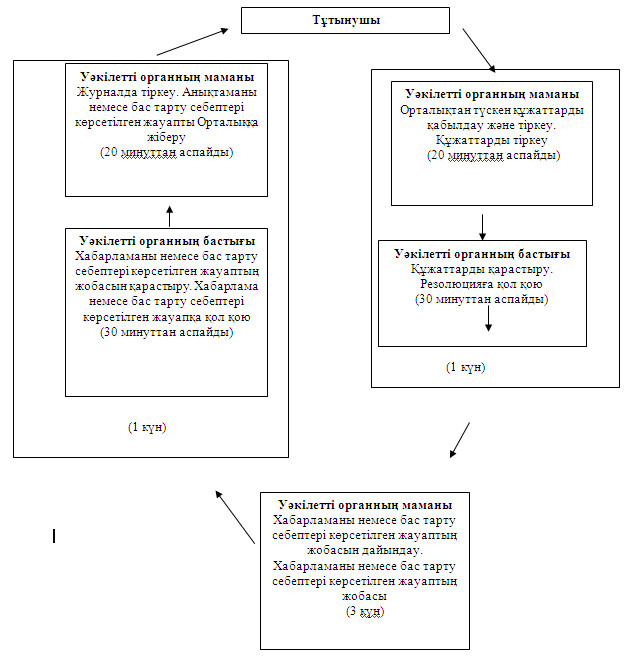 Тұтынушы
Уәкілетті органның маманы
Журналда тіркеу. Анықтаманы
немесе бас тарту себептері
көрсетілген жауапты Орталыққа
жіберу
(20 минуттан аспайды)
Уәкілетті органның бастығы
Хабарламаны немесе бас тарту
себептері көрсетілген жауаптың
жобасын қарастыру. Хабарлама
немесе бас тарту себептері
көрсетілген жауапқа қол қою
(30 минуттан аспайды)
(1 күн)
Уәкілетті органның маманы
Орталықтан түскен құжаттарды
қабылдау және тіркеу.
Құжаттарды тіркеу
(20 минуттан аспайды)
Уәкілетті органның бастығы
Құжаттарды қарастыру.
Резолюцияға қол қою
(30 минуттан аспайды)
(1 күн)
Уәкілетті органның маманы
Хабарламаны немесе бас тарту
себептері көрсетілген жауаптың
жобасын дайындау.
Хабарламаны немесе бас тарту
себептері көрсетілген жауаптың
жобасы
(3 күн)